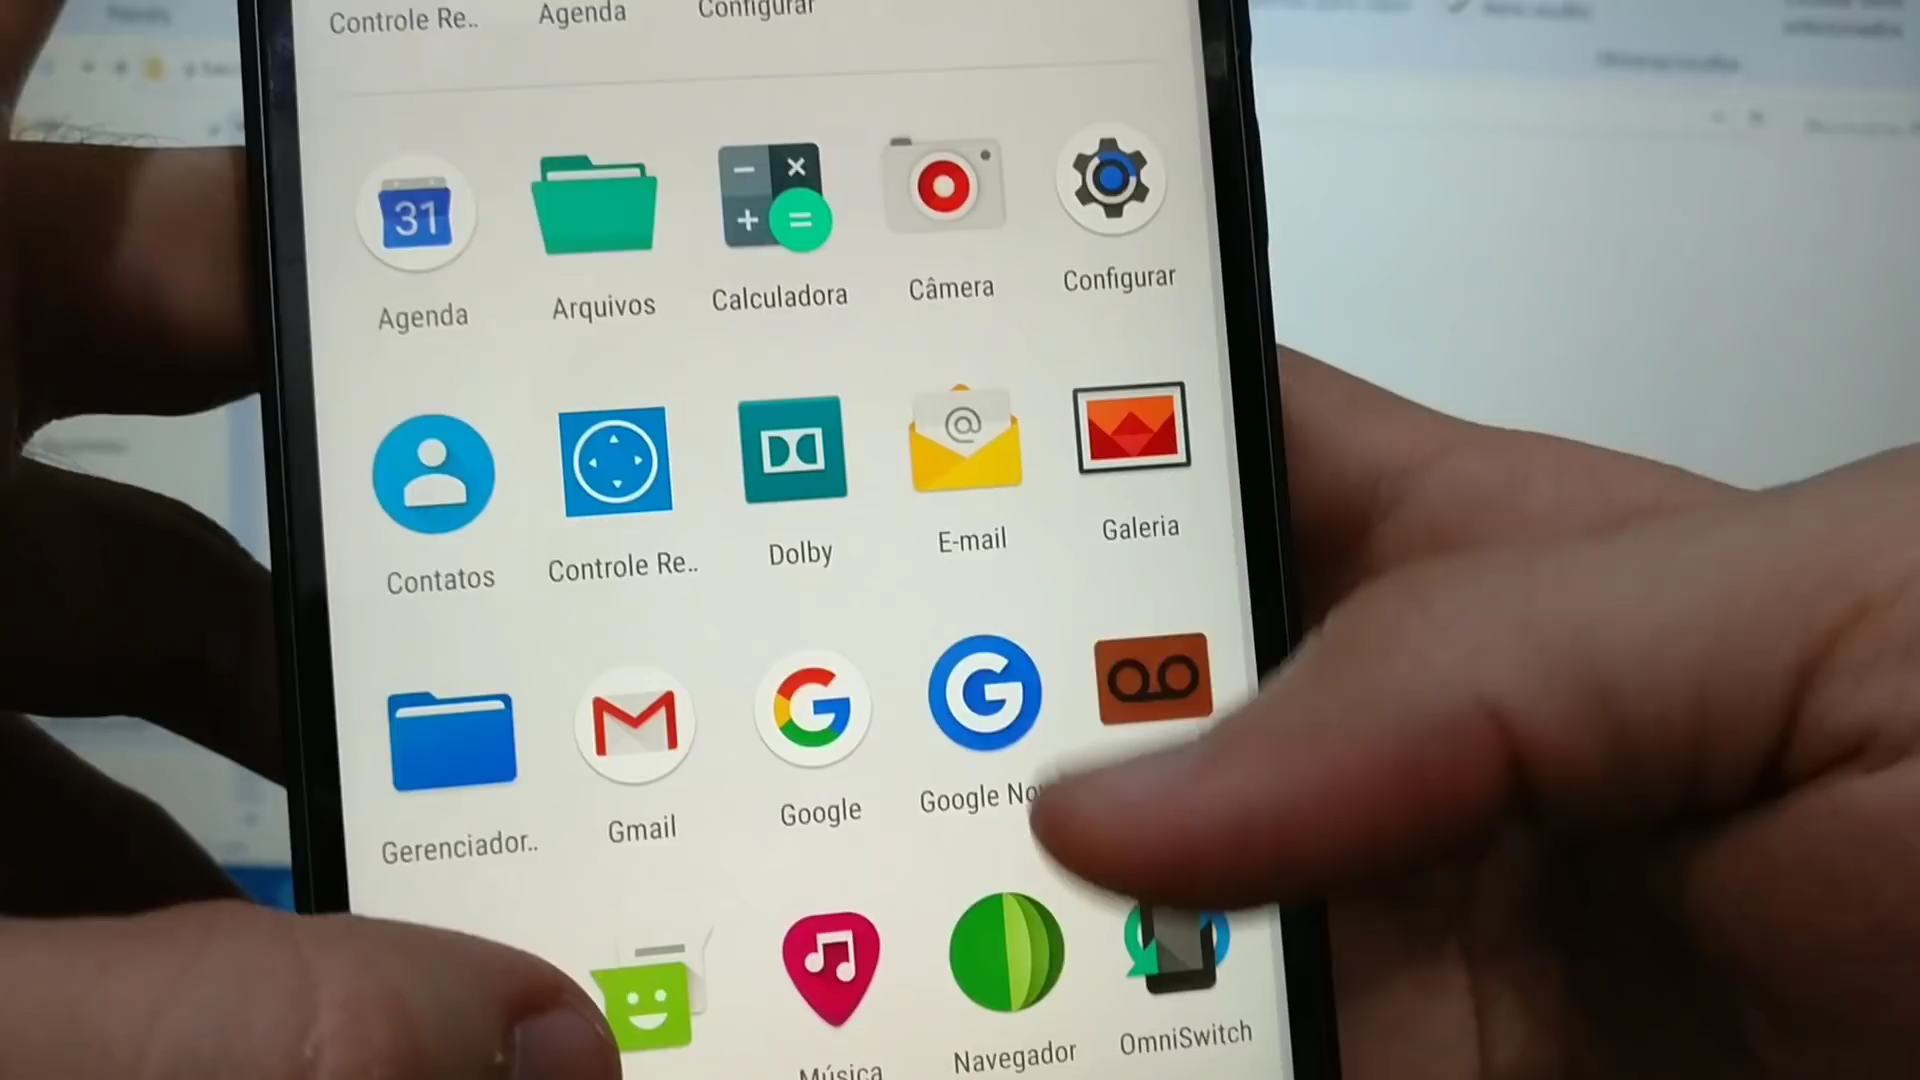 Controle Re.. Agenda Configurar
31
Agenda Arquivos Calculadora Câmera Configurar
@
Contatos Controle Re.. Dolby E-mail Galeria
Gerenciador.. Gmail Google Google
Música Navegador OmniSwitch